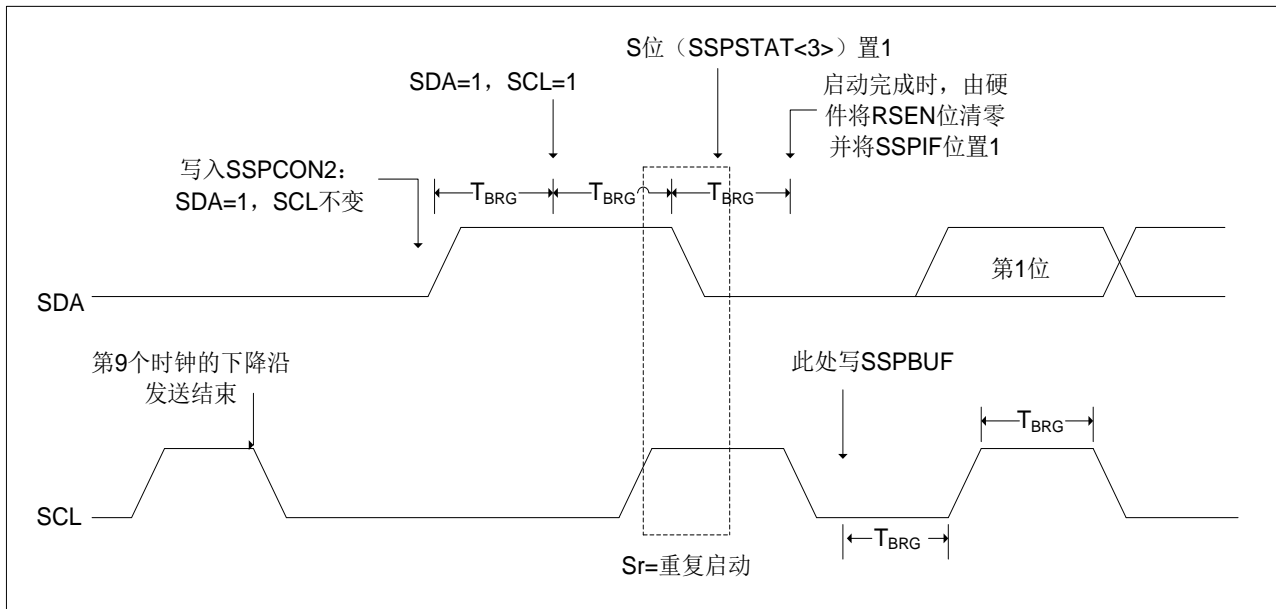 S位（SSPSTAT<3>）置1
SDA=1，SCL=1
启动完成时，由硬
件将RSEN位清零
并将SSPIF位置1
写入SSPCON2：
SDA=1，SCL不变
TBRG
TBRG
TBRG
第1位
SDA
第9个时钟的下降沿
发送结束
此处写SSPBUF
TBRG
SCL
TBRG
Sr=重复启动